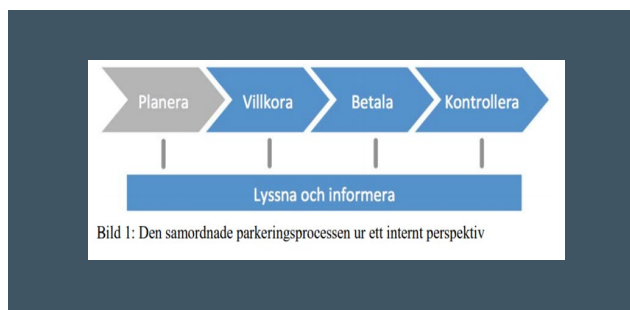 Planera
Villkora
Betala
Kontrollera
Lyssna och informera
Bild 1: Den samordnade parkeringsprocessen ur ett internt perspektiv